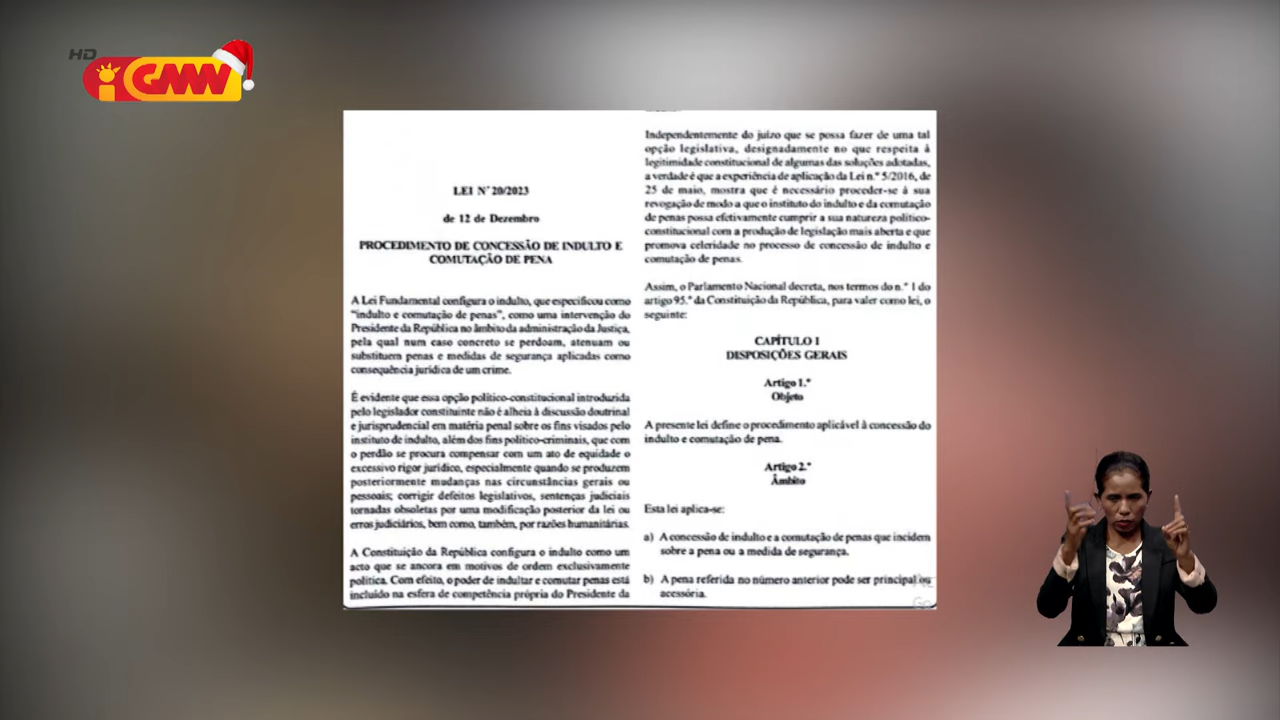 HD
GMN
LEI N° 20/2023
de 12 de Dezembro
PROCEDIMENTO DE CONCESSÃO DE INDULTO E
COMUTAÇÃO DE PENA
A Lei Fundamental configura o indulto, que especificou como
“indulto e comutação de penas”, como uma intervenção do
Presidente da República no âmbito da administração da Justiça,
pela qual num caso concreto se perdoam, atenuam ou
substituem penas e medidas de segurança aplicadas como
consequência jurídica de um crime.
É evidente que essa opção político-constitucional introduzida
pelo legislador constituinte não é alheia à discussão doutrinal
e jurisprudencial em matéria penal sobre os fins visados pelo
instituto de indulto, além dos fins político-criminais, que com
o perdão se procura compensar com um ato de equidade o
excessivo rigor jurídico, especialmente quando se produzem
posteriormente mudanças nas circunstâncias gerais ou
pessoais; corrigir defeitos legislativos, sentenças judiciais
tornadas obsoletas por uma modificação posterior da lei ou
erros judiciários, bem como, também, por razões humanitárias.
A Constituição da República configura o indulto como um
acto que se ancora em motivos de ordem exclusivamente
política. Com efeito, o poder de indultar e comutar penas está
incluído na esfera de competência própria do Presidente da
Independentemente do juízo que se possa fazer de uma tal
opção legislativa, designadamente no que respeita à
legitimidade constitucional de algumas das soluções adotadas,
a verdade é que a experiência de aplicação da Lei n.º 5/2016, de
25 de maio, mostra que é necessário proceder-se à sua
revogação de modo a que o instituto do indulto e da comutação
de penas possa efetivamente cumprir a sua natureza político-
constitucional com a produção de legislação mais aberta e que
promova celeridade no processo de concessão de indulto e
comutação de penas.
Assim, o Parlamento Nacional decreta, nos termos do n.º 1 do
artigo 95.º da Constituição da República, para valer como lei, o
seguinte:
CAPÍTULO I
DISPOSIÇÕES GERAIS
Artigo 1.º
Objeto
A presente lei define o procedimento aplicável à concessão do
indulto e comutação de pena.
Artigo 2.º
Âmbito
Esta lei aplica-se:
a) A concessão de indulto e a comutação de penas que incidem
sobre a pena ou a medida de segurança.
b) A pena referida no número anterior pode ser principal ou
acessória.